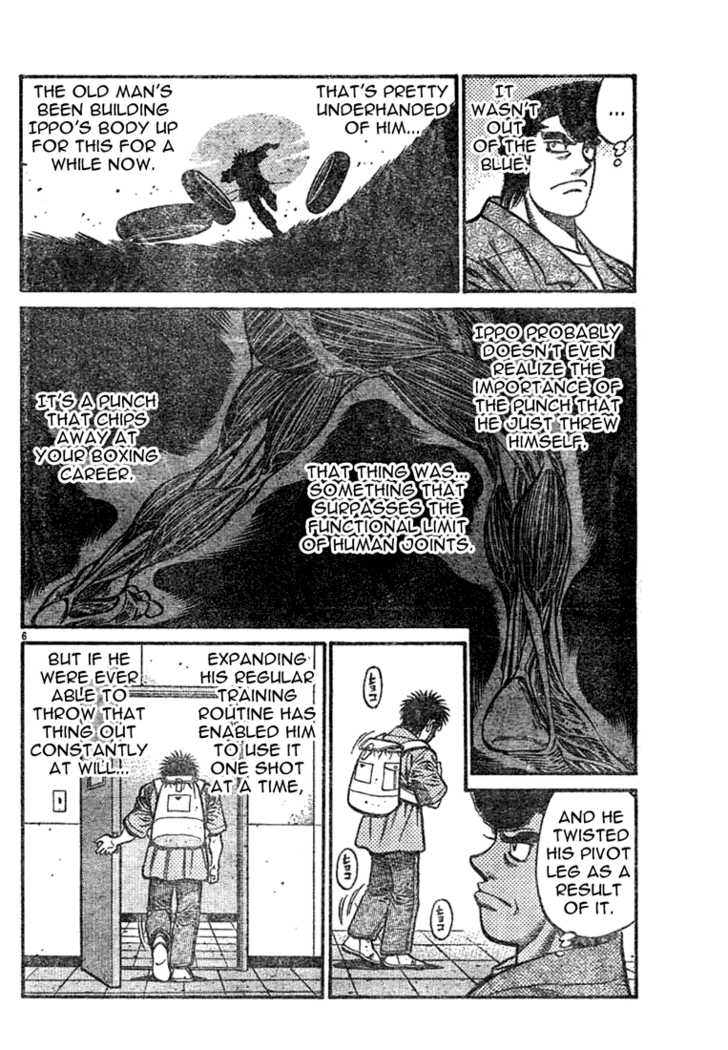 ...
IT
WASN'T
OUT
OF THE
BLUE,
THAT'S PRETTY
UNDERHANDED
OF HIM...
THE OLD MAN'S
BEEN BUILDING
IPPO'S BODY UP
FOR THIS FOR A
WHILE NOW.
IPPO PROBABLY
DOESN'T EVEN
REALIZE THE
IMPORTANCE OF
THE PUNCH THAT
HE JUST THREW
HIMSELF.
THAT THING WAS...
SOMETHING THAT
SURPASSES THE
FUNCTIONAL LIMIT
OF HUMAN JOINTS.
IT'S A PUNCH
THAT CHIPS
AWAY AT
YOUR BOXING
CAREER.
6
AND HE
TWISTED
HIS PIVOT
LEG AS A
RESULT
OF IT.
EXPANDING
HIS REGULAR
TRAINING
ROUTINE HAS
ENABLED HIM
TO USE IT
ONE SHOT
AT A TIME,
BUT IF HE
WERE EVER
ABLE TO
THROW THAT
THING OUT
CONSTANTLY
AT WILL...